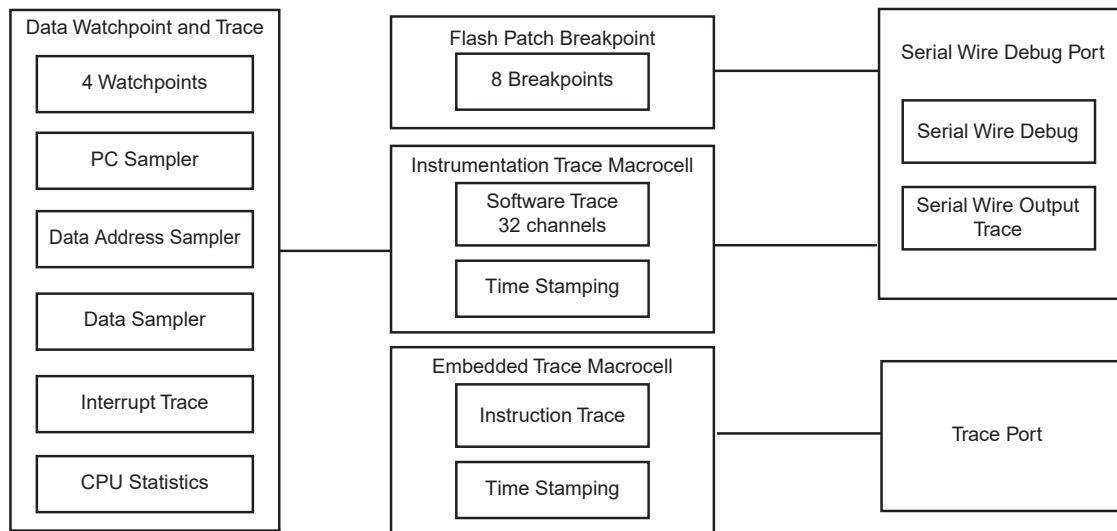 Data Watchpoint and Trace
4 Watchpoints
PC Sampler
Data Address Sampler
Data Sampler
Interrupt Trace
CPU Statistics
Flash Patch Breakpoint
8 Breakpoints
Instrumentation Trace Macrocell
Software Trace
32 channels
Time Stamping
Embedded Trace Macrocell
Instruction Trace
Time Stamping
Serial Wire Debug Port
Serial Wire Debug
Serial Wire Output
Trace
Trace Port